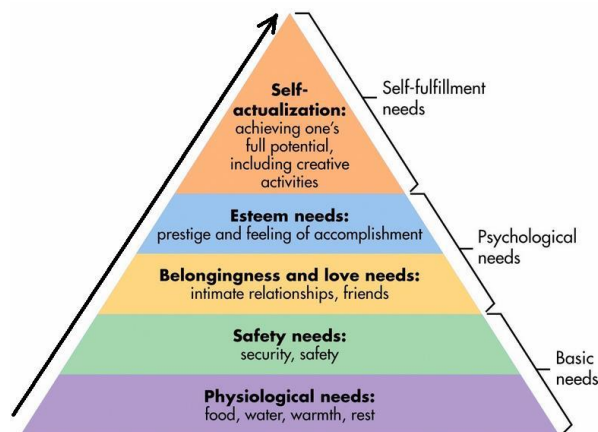 Self-
actualization:
achieving one's
full potential,
including creative
activities
Self-fulfillment
needs
Esteem needs:
prestige and feeling of accomplishment
Psychological
needs
Belongingness and love needs:
intimate relationships, friends
Safety needs:
security, safety
Basic
needs
Physiological needs:
food, water, warmth, rest